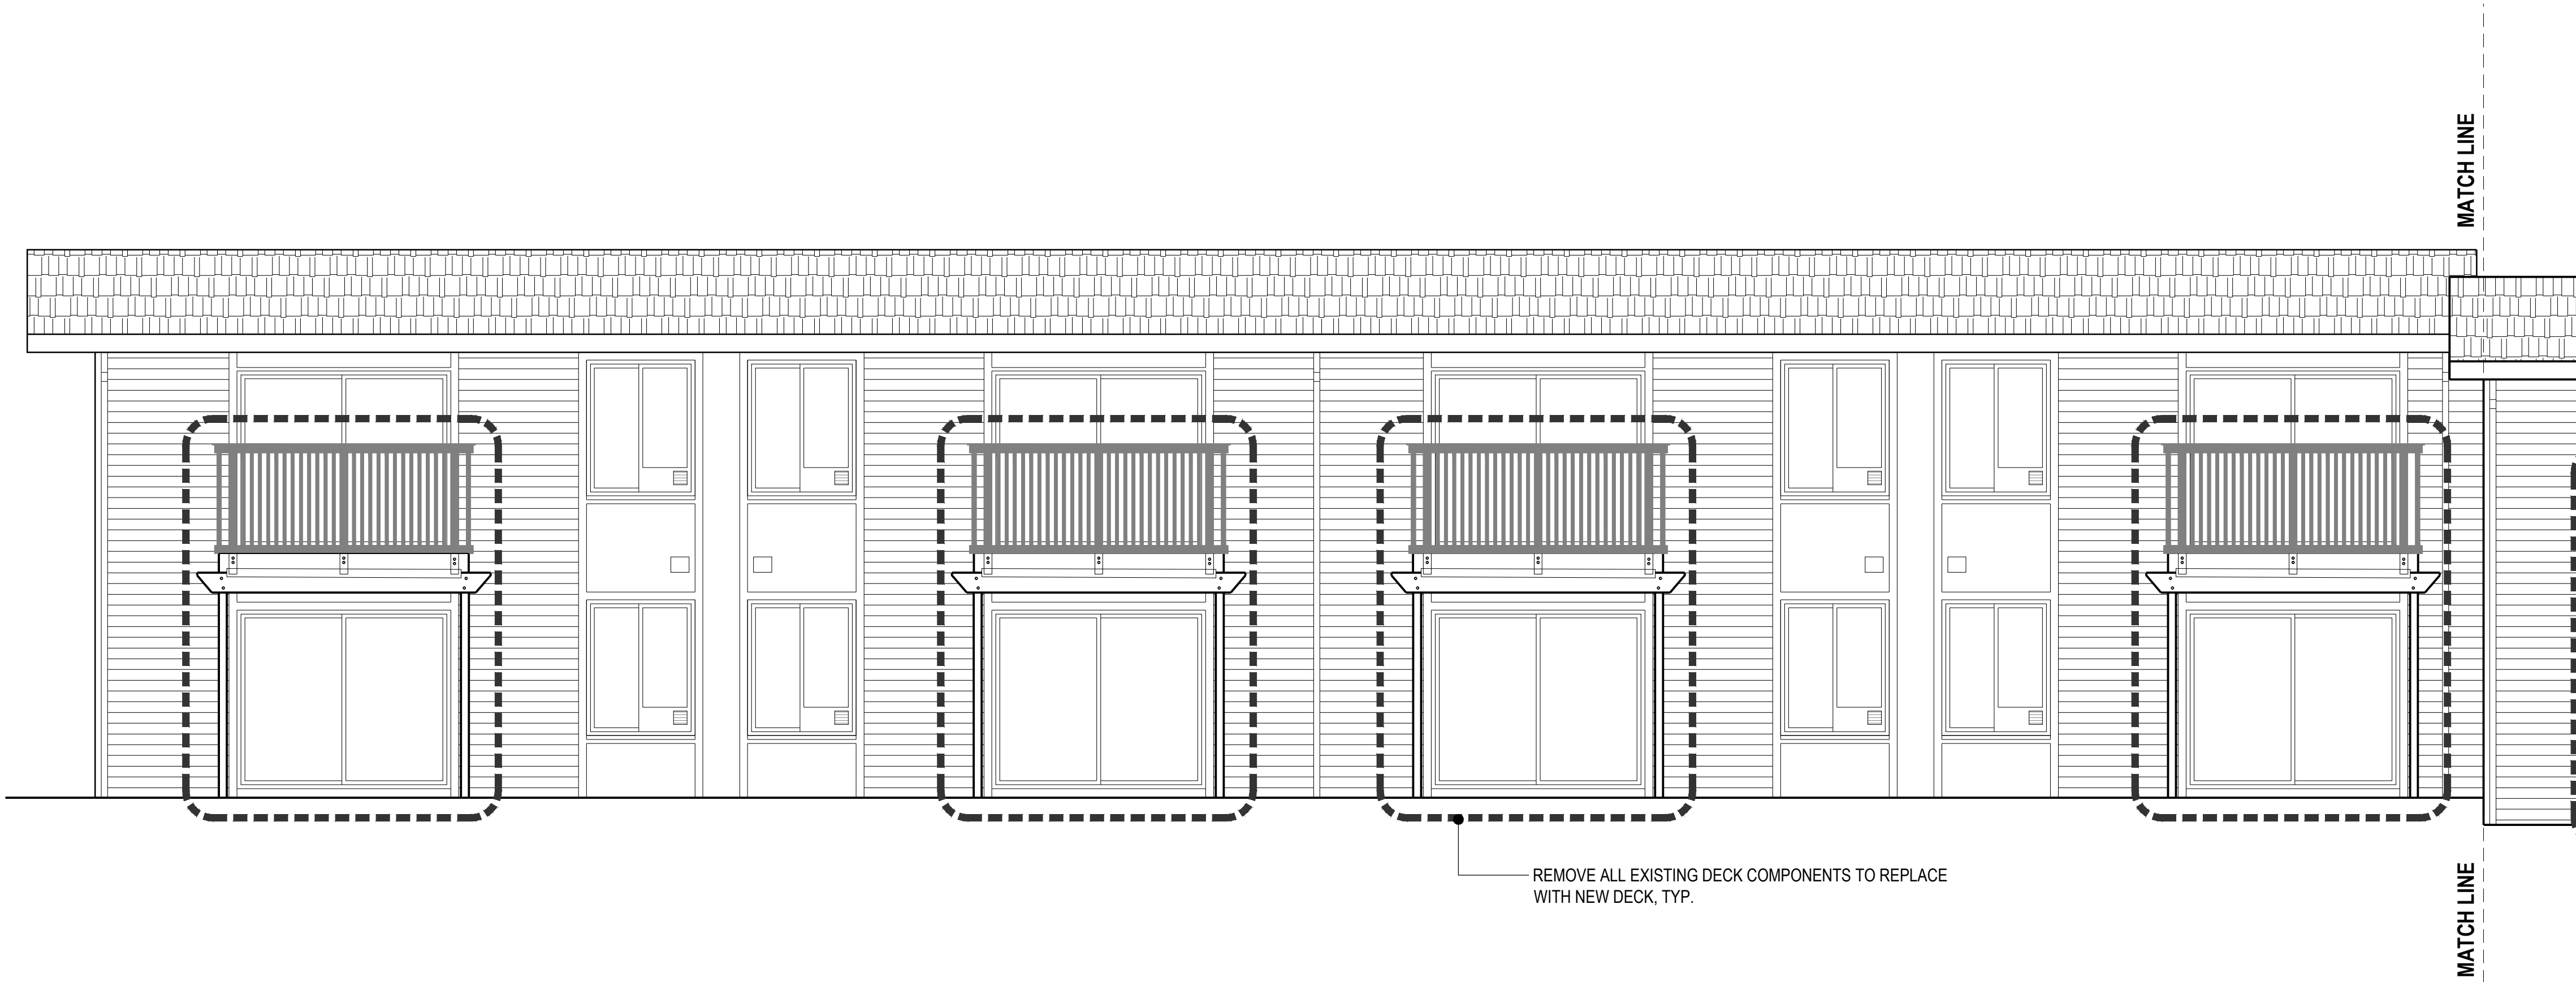 MATCH LINE
REMOVE ALL EXISTING DECK COMPONENTS TO REPLACE
WITH NEW DECK, TYP.
MATCH LINE